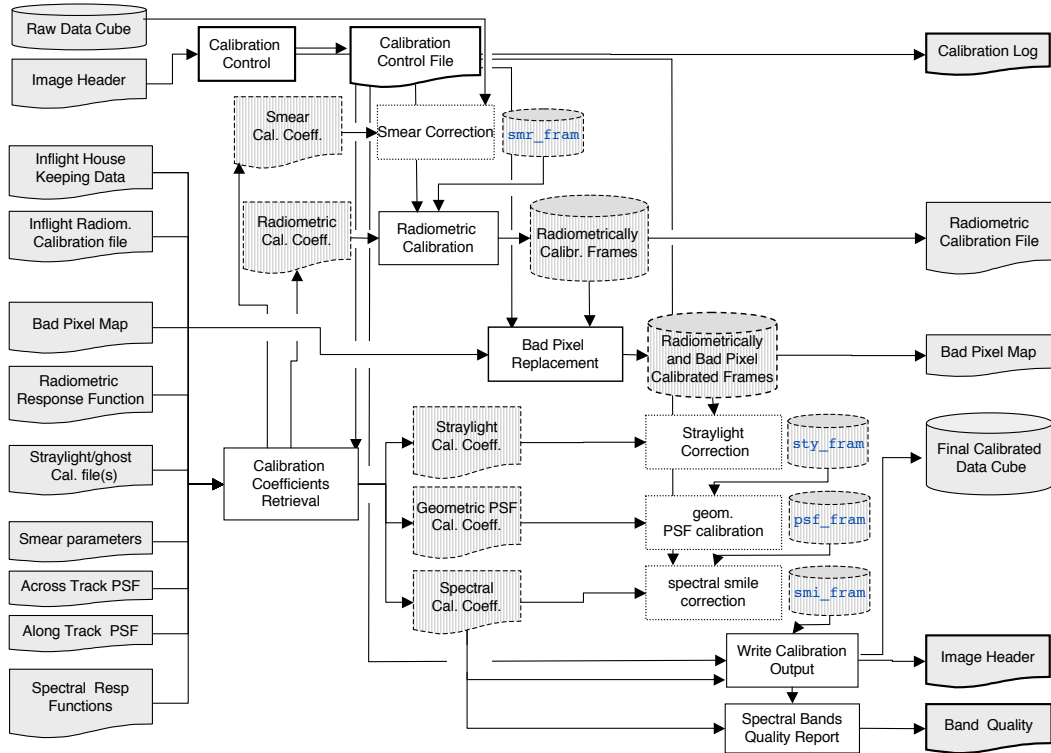 Raw Data Cube
Image Header
Calibration
Control
Calibration
Control File
Calibration Log
Smear
Cal. Coeff.
Smear Correction
smr_fram
Inflight House
Keeping Data
Inflight Radiom.
Calibration file
Radiometric
Cal. Coeff.
Radiometric
Calibration
Radiometrically
Calibr. Frames
Radiometric
Calibration File
Bad Pixel Map
Bad Pixel
Replacement
Radiometrically
and Bad Pixel
Calibrated Frames
Bad Pixel Map
Radiometric
Response Function
Straylight
Cal. Coeff.
Straylight
Correction
sty_fram
Final Calibrated
Data Cube
Straylight/ghost
Cal. file(s)
Calibration
Coefficients
Retrieval
Geometric PSF
Cal. Coeff.
geom.
PSF calibration
psf_fram
Smear parameters
Across Track PSF
Spectral
Cal. Coeff.
spectral smile
correction
smi_fram
Along Track PSF
Write Calibration
Output
Image Header
Spectral Resp
Functions
Spectral Bands
Quality Report
Band Quality